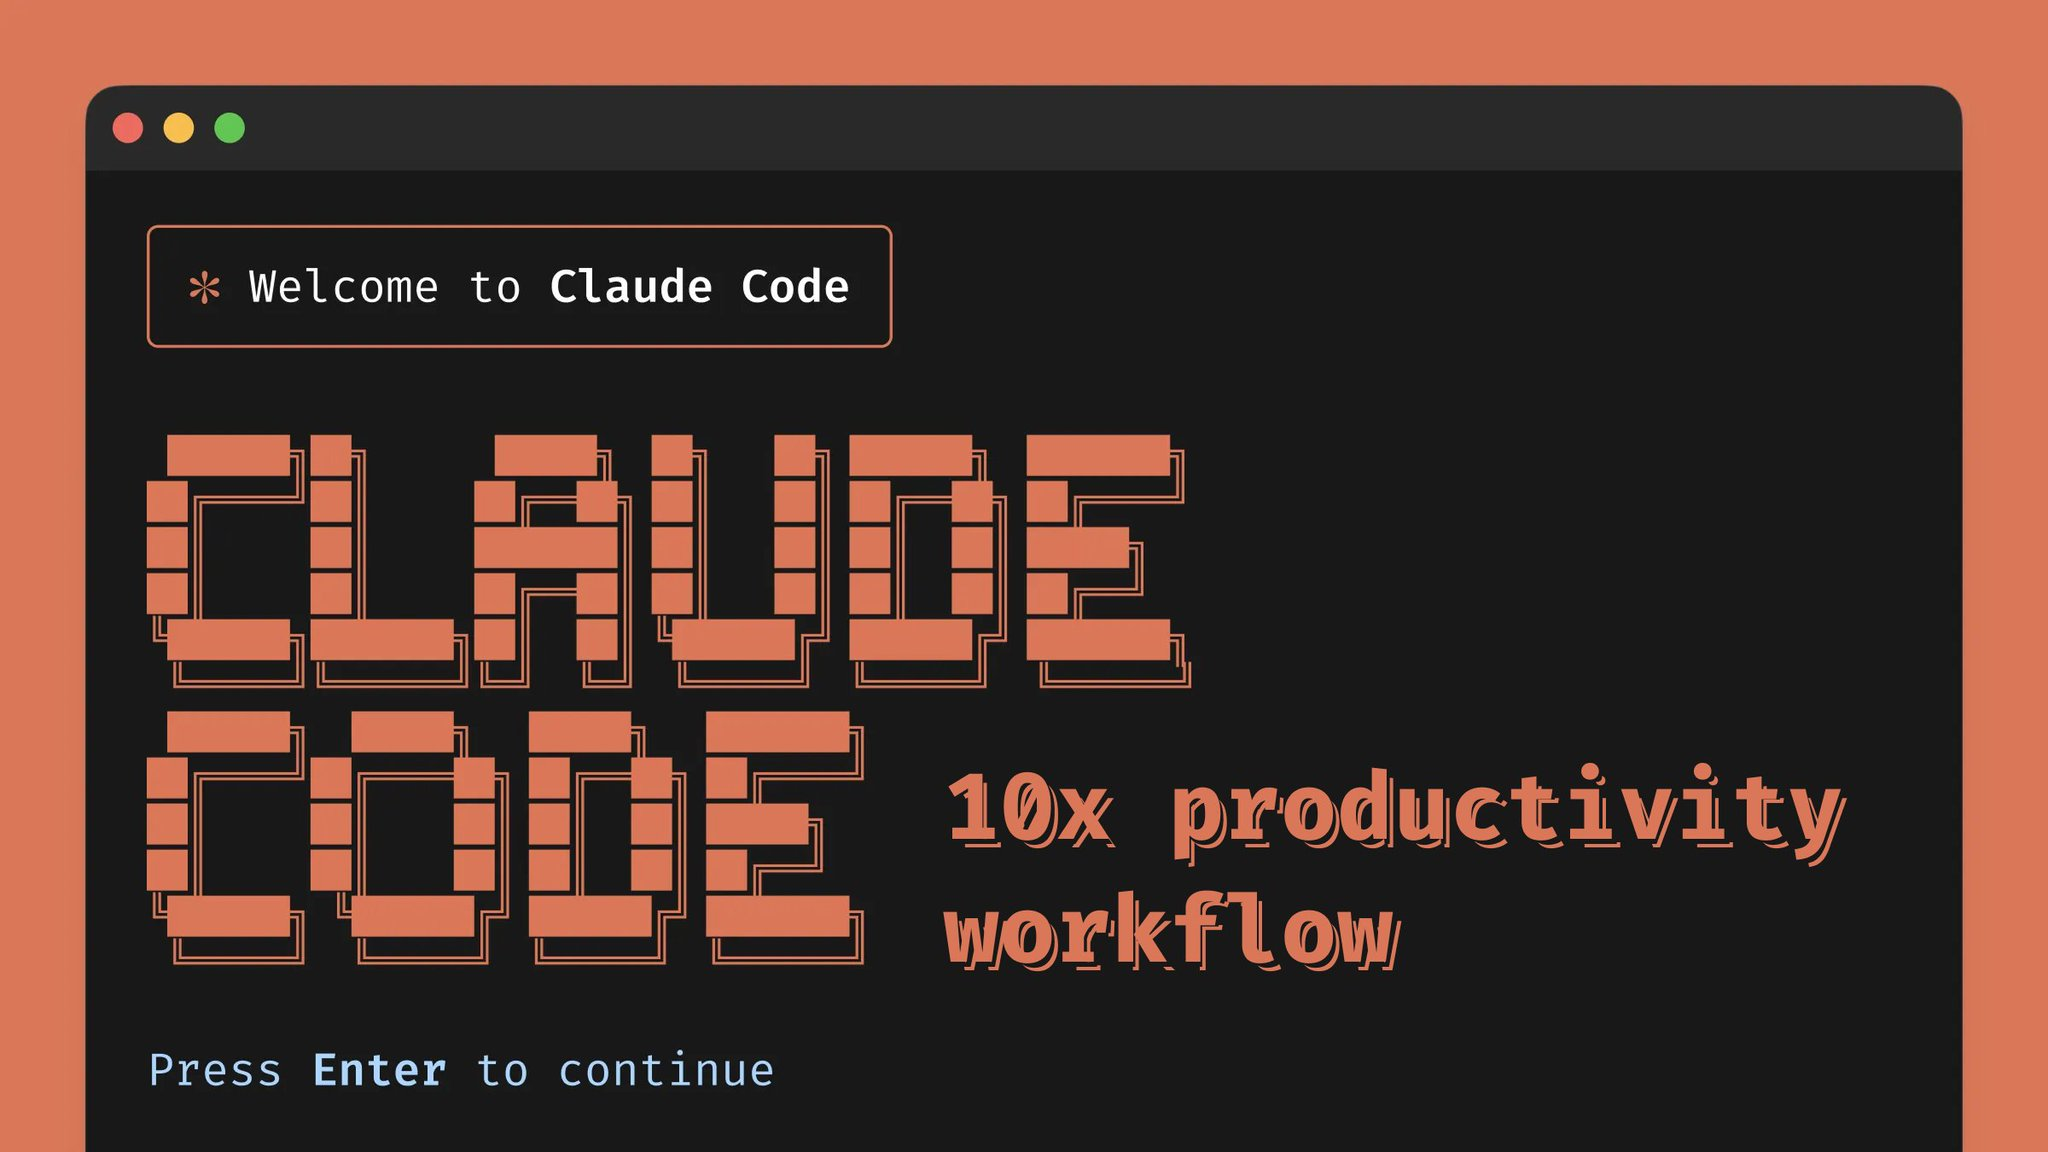 ✻ Welcome to Claude Code
CLAUDE
CODE
10x productivity
workflow
Press Enter to continue